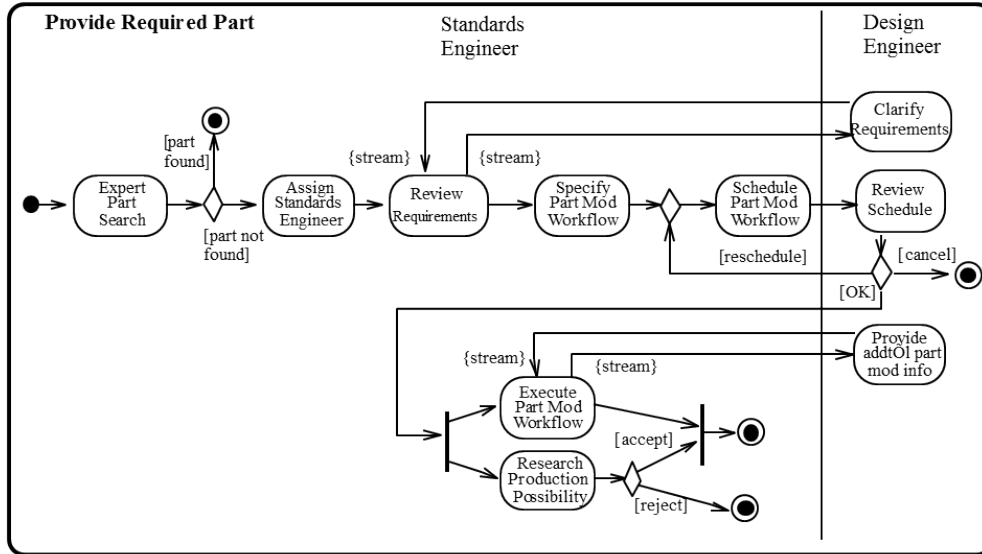 Provide Required Part
Standards
Engineer
Design
Engineer
Clarify
Requirements
[part
found]
{stream}
{stream}
Expert
Part
Search
Assign
Standards
Engineer
Review
Requirements
Specify
Part Mod
Workflow
Schedule
Part Mod
Workflow
Review
Schedule
[part not
found]
[reschedule]
[cancel]
[OK]
Provide
addtÕl part
mod info
{stream}
{stream}
Execute
Part Mod
Workflow
[accept]
Research
Production
Possibility
[reject]